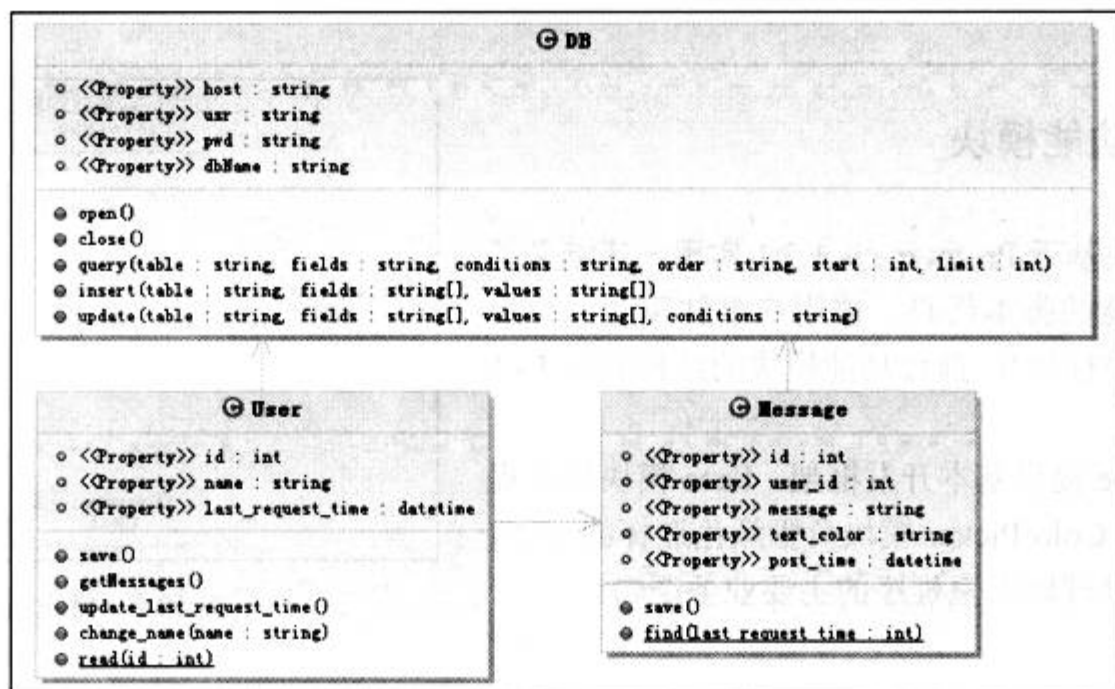 DB
<<Property>> host : string
<<Property>> usr : string
<<Property>> pwd : string
<<Property>> dbName : string
open()
close()
query(table : string, fields : string, conditions : string, order : string, start : int, limit : int)
insert(table : string, fields : string[], values : string[])
update(table : string, fields : string[], values : string[], conditions : string)
User
<<Property>> id : int
<<Property>> name : string
<<Property>> last_request_time : datetime
save()
getMessages()
update_last_request_time()
change_name(name : string)
read(id : int)
Message
<<Property>> id : int
<<Property>> user_id : int
<<Property>> message : string
<<Property>> text_color : string
<<Property>> post_time : datetime
save()
find(last_request_time : int)